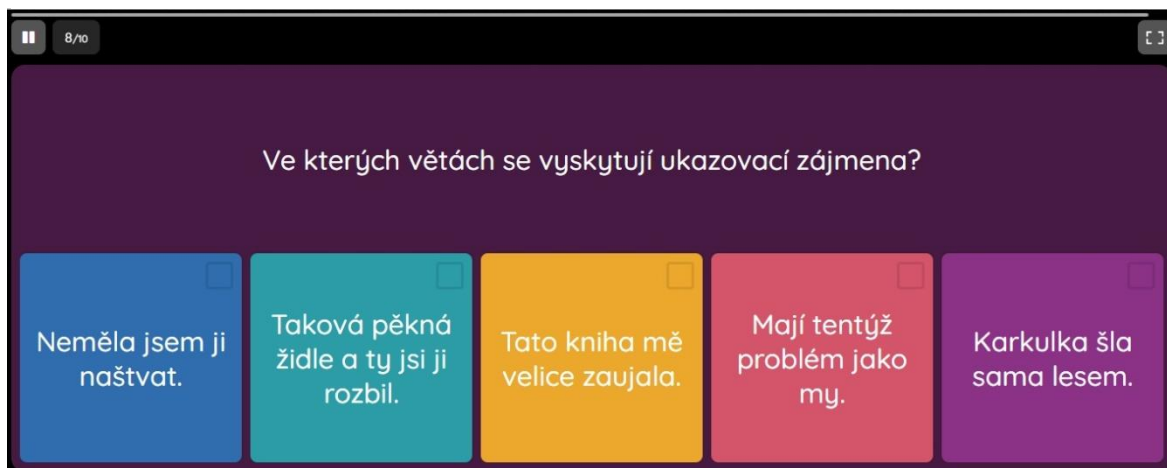 8/10
Ve kterých větách se vyskytují ukazovací zájmena?
Neměla jsem ji
naštvat.
Taková pěkná
židle a ty jsi ji
rozbil.
Tato kniha mě
velice zaujala.
Mají tentýž
problém jako
my.
Karkulka šla
sama lesem.